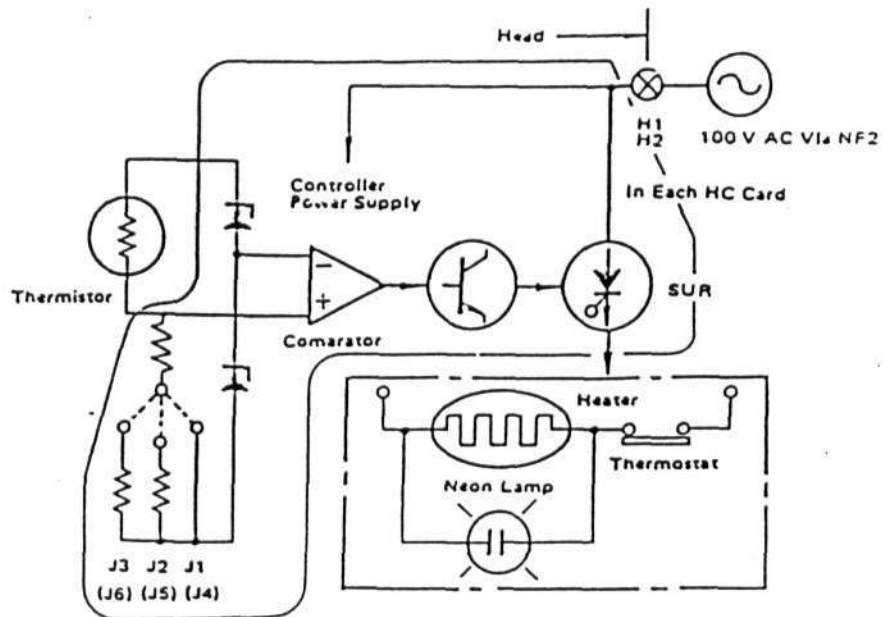 Head
H1
H2
100 V AC Via NF2
Controller
Power Supply
In Each HC Card
Thermistor
−
+
Comarator
SUR
Heater
Thermostat
Neon Lamp
J3 J2 J1
(J6) (J5) (J4)